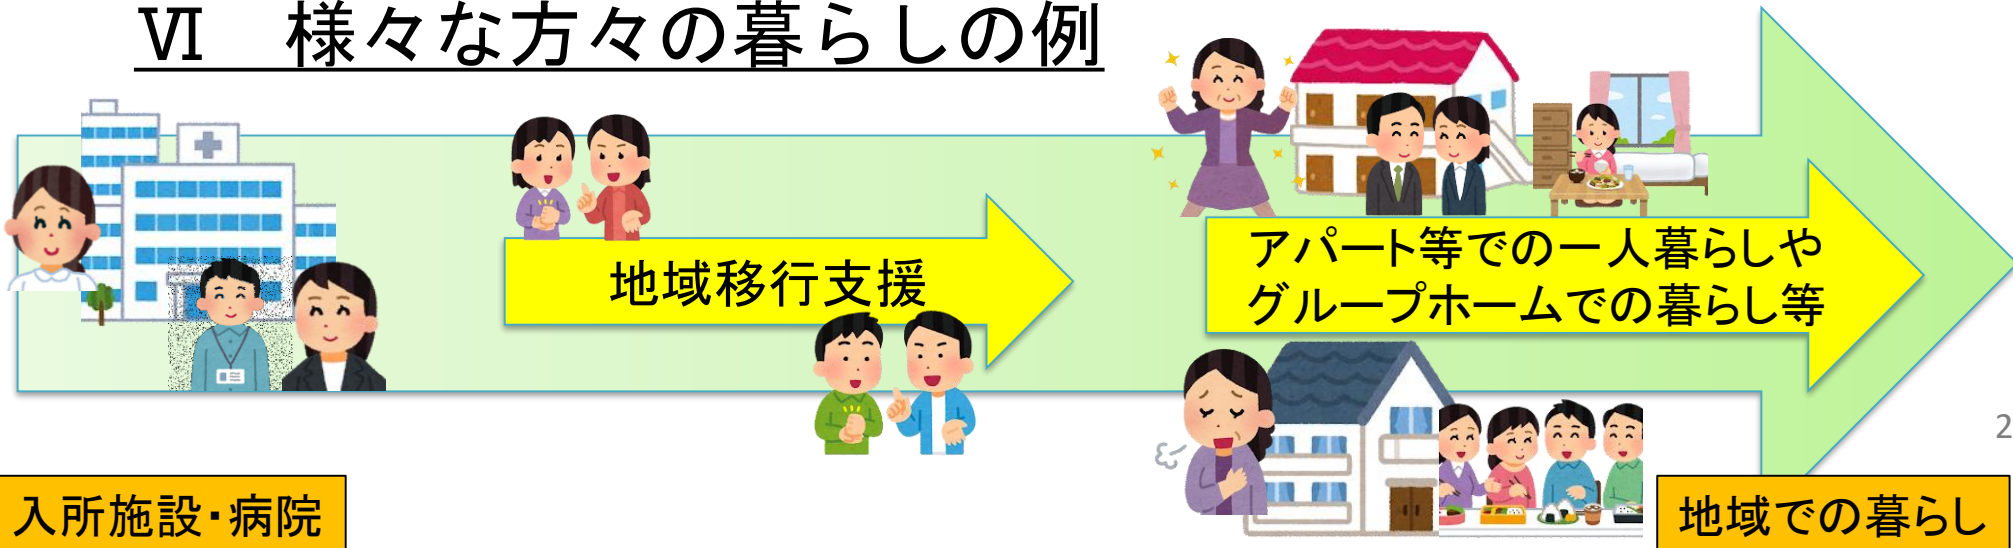 Ⅵ　様々な方々の暮らしの例
地域移行支援
アパート等での一人暮らしや
グループホームでの暮らし等
2
入所施設・病院
地域での暮らし